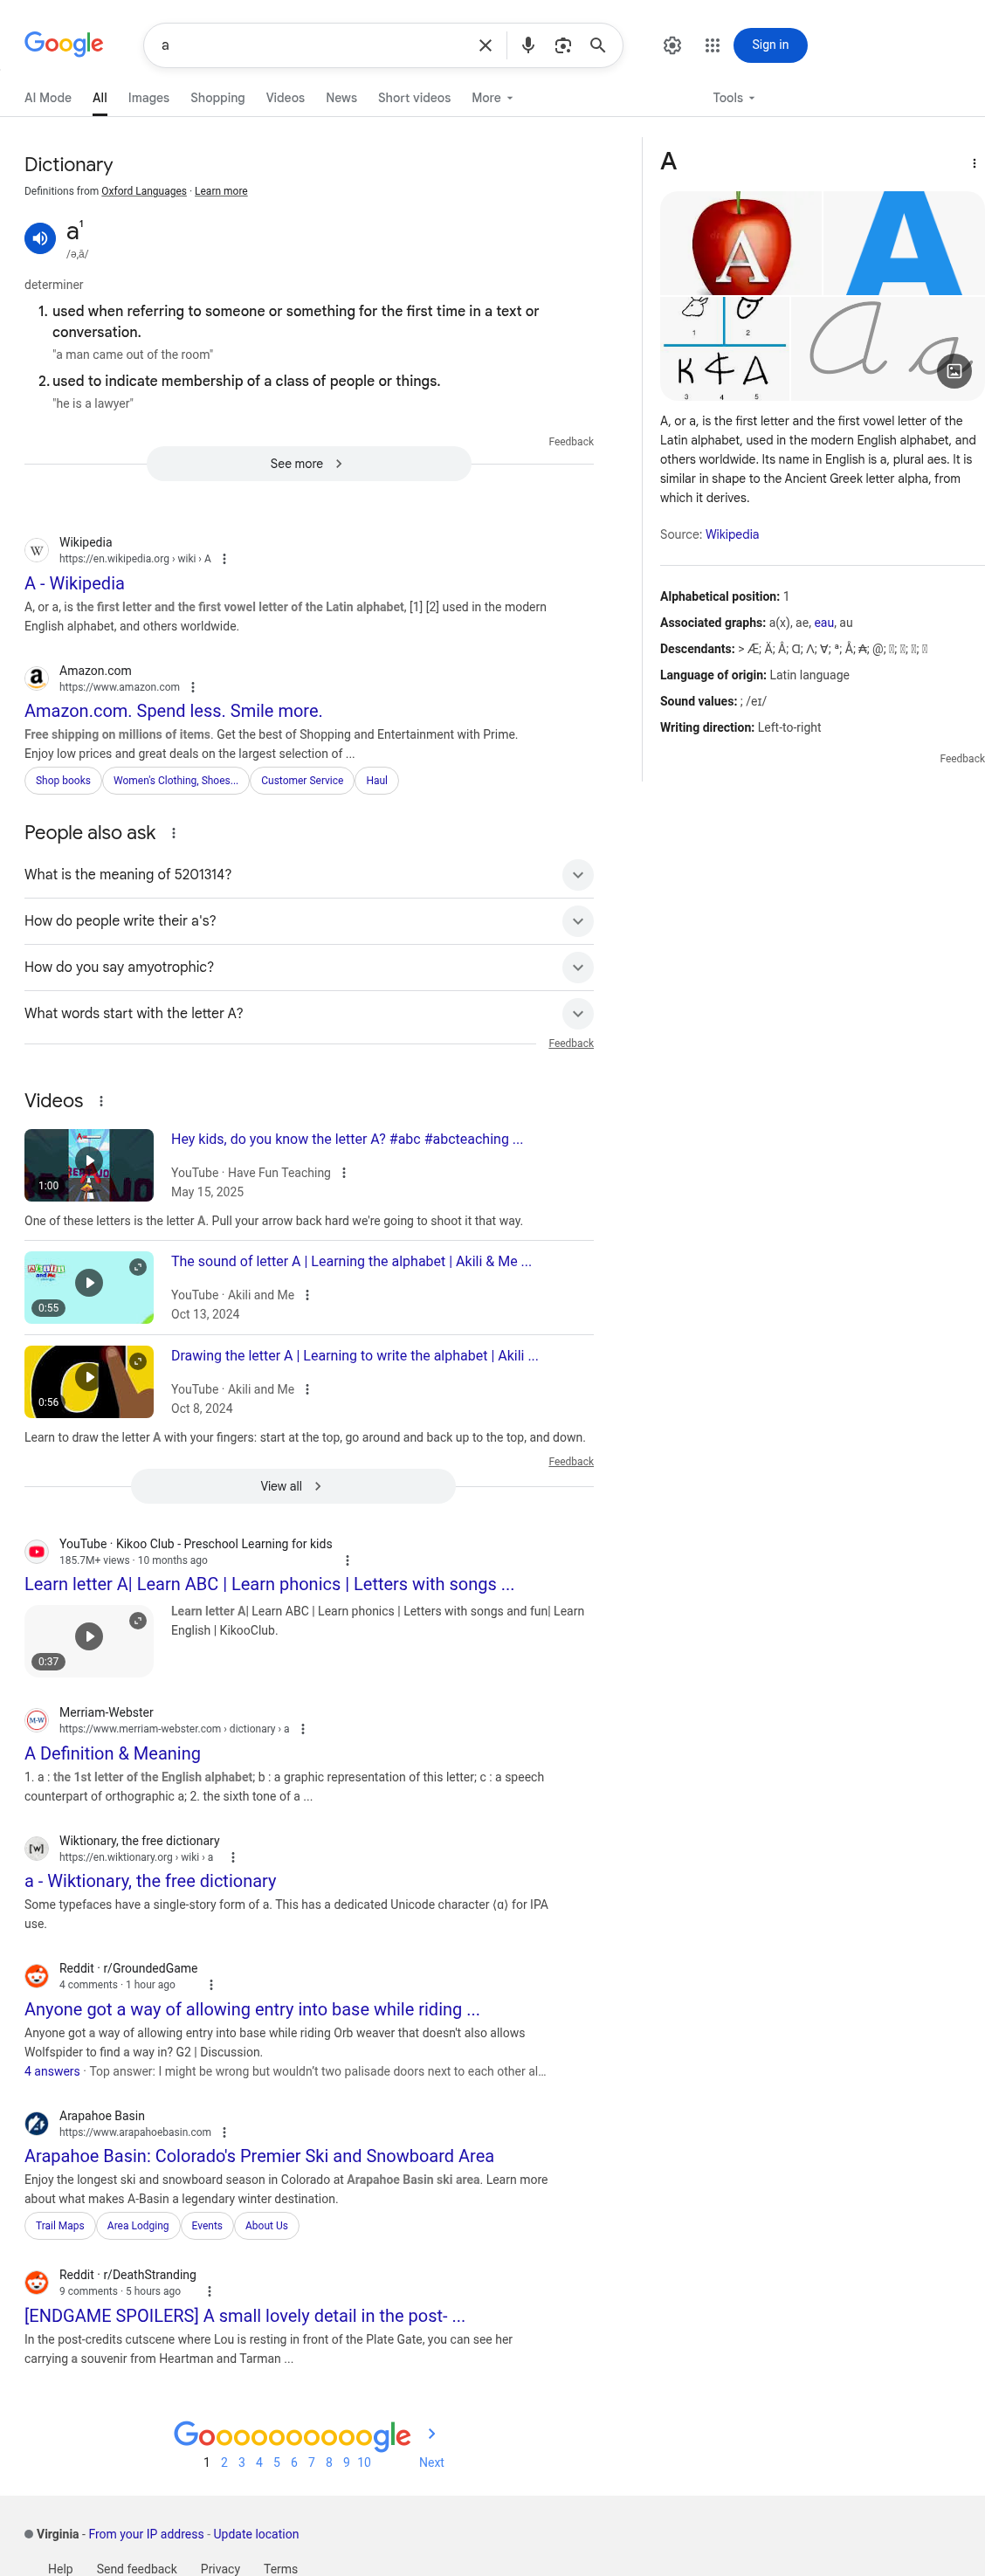 Google
a
Sign in
AI Mode
All
Images
Shopping
Videos
News
Short videos
More
Tools
Dictionary
Definitions from Oxford Languages · Learn more
a¹
/ə,ā/
determiner
1. used when referring to someone or something for the first time in a text or
conversation.
"a man came out of the room"
2. used to indicate membership of a class of people or things.
"he is a lawyer"
Feedback
See more
Wikipedia
https://en.wikipedia.org › wiki › A
A - Wikipedia
A, or a, is the first letter and the first vowel letter of the Latin alphabet, [1] [2] used in the modern
English alphabet, and others worldwide.
Amazon.com
https://www.amazon.com
Amazon.com. Spend less. Smile more.
Free shipping on millions of items. Get the best of Shopping and Entertainment with Prime.
Enjoy low prices and great deals on the largest selection of ...
Shop books
Women's Clothing, Shoes...
Customer Service
Haul
People also ask
What is the meaning of 5201314?
How do people write their a's?
How do you say amyotrophic?
What words start with the letter A?
Feedback
Videos
1:00
Hey kids, do you know the letter A? #abc #abcteaching ...
YouTube · Have Fun Teaching
May 15, 2025
One of these letters is the letter A. Pull your arrow back hard we're going to shoot it that way.
0:55
The sound of letter A | Learning the alphabet | Akili & Me ...
YouTube · Akili and Me
Oct 13, 2024
0:56
Drawing the letter A | Learning to write the alphabet | Akili ...
YouTube · Akili and Me
Oct 8, 2024
Learn to draw the letter A with your fingers: start at the top, go around and back up to the top, and down.
Feedback
View all
YouTube · Kikoo Club - Preschool Learning for kids
185.7M+ views · 10 months ago
Learn letter A| Learn ABC | Learn phonics | Letters with songs ...
0:37
Learn letter A| Learn ABC | Learn phonics | Letters with songs and fun| Learn
English | KikooClub.
Merriam-Webster
https://www.merriam-webster.com › dictionary › a
A Definition & Meaning
1. a : the 1st letter of the English alphabet; b : a graphic representation of this letter; c : a speech
counterpart of orthographic a; 2. the sixth tone of a ...
Wiktionary, the free dictionary
https://en.wiktionary.org › wiki › a
a - Wiktionary, the free dictionary
Some typefaces have a single-story form of a. This has a dedicated Unicode character ⟨ɑ⟩ for IPA
use.
Reddit · r/GroundedGame
4 comments · 1 hour ago
Anyone got a way of allowing entry into base while riding ...
Anyone got a way of allowing entry into base while riding Orb weaver that doesn't also allows
Wolfspider to find a way in? G2 | Discussion.
4 answers · Top answer: I might be wrong but wouldn't two palisade doors next to each other al...
Arapahoe Basin
https://www.arapahoebasin.com
Arapahoe Basin: Colorado's Premier Ski and Snowboard Area
Enjoy the longest ski and snowboard season in Colorado at Arapahoe Basin ski area. Learn more
about what makes A-Basin a legendary winter destination.
Trail Maps
Area Lodging
Events
About Us
Reddit · r/DeathStranding
9 comments · 5 hours ago
[ENDGAME SPOILERS] A small lovely detail in the post- ...
In the post-credits cutscene where Lou is resting in front of the Plate Gate, you can see her
carrying a souvenir from Heartman and Tarman ...
Goooooooooogle
1 2 3 4 5 6 7 8 9 10 Next
Virginia - From your IP address - Update location
Help
Send feedback
Privacy
Terms
A
A
A
1
2
3
4
5
A a
A, or a, is the first letter and the first vowel letter of the
Latin alphabet, used in the modern English alphabet, and
others worldwide. Its name in English is a, plural aes. It is
similar in shape to the Ancient Greek letter alpha, from
which it derives.
Source: Wikipedia
Alphabetical position: 1
Associated graphs: a(x), ae, eau, au
Descendants: > Æ; Ä; Â; Ɑ; Λ; Ɐ; ª; Å; ₳; @;
Language of origin: Latin language
Sound values: ; /eɪ/
Writing direction: Left-to-right
Feedback